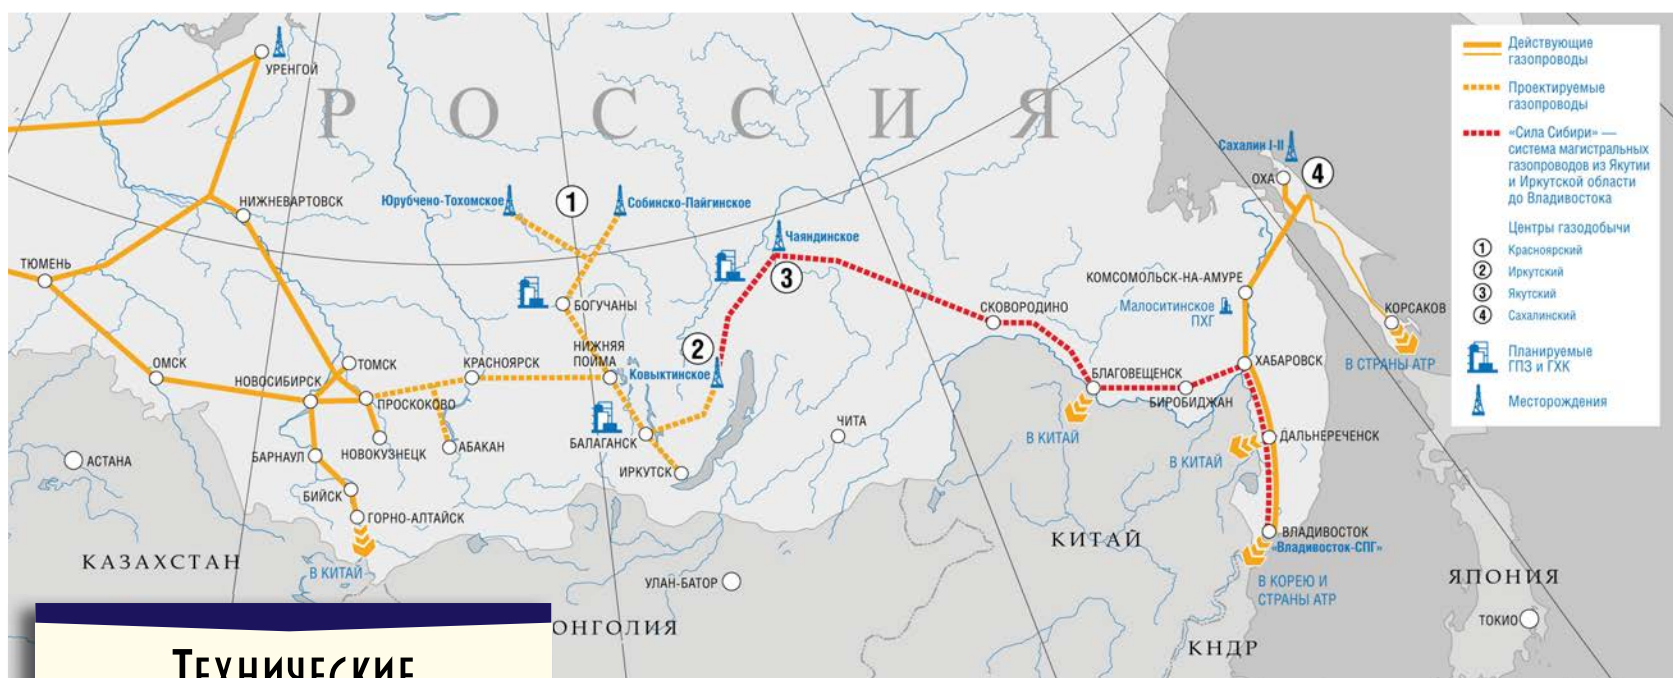 УРЕНГОЙ
РОССИЯ
Сахалин I-II
ОХА
4
НИЖНЕВАРТОВСК
Юрубчено-Тохомское
1
Собинско-Пайгинское
ТЮМЕНЬ
Чаяндинское
3
БОГУЧАНЫ
СКОВОРОДИНО
КОМСОМОЛЬСК-НА-АМУРЕ
Малоситинское
ПХГ
КОРСАКОВ
В СТРАНЫ АТР
ОМСК
НОВОСИБИРСК
ТОМСК
КРАСНОЯРСК
НИЖНЯЯ
ПОЙМА
2
Ковыктинское
ХАБАРОВСК
БЛАГОВЕЩЕНСК
БИРОБИДЖАН
ПРОСКОКОВО
АСТАНА
БАРНАУЛ
НОВОКУЗНЕЦК
АБАКАН
БАЛАГАНСК
ЧИТА
В КИТАЙ
ДАЛЬНЕРЕЧЕНСК
В КИТАЙ
ИРКУТСК
БИЙСК
ГОРНО-АЛТАЙСК
КАЗАХСТАН
В КИТАЙ
УЛАН-БАТОР
КИТАЙ
ВЛАДИВОСТОК
«Владивосток-СПГ»
В КОРЕЮ И
СТРАНЫ АТР
ЯПОНИЯ
ТОКИО
ОНГОЛИЯ
КНДР
Действующие
газопроводы
Проектируемые
газопроводы
«Сила Сибири» —
система магистральных
газопроводов из Якутии
и Иркутской области
до Владивостока
Центры газодобычи
1 Красноярский
2 Иркутский
3 Якутский
4 Сахалинский
Планируемые
ГПЗ и ГХК
Месторождения
ТЕХНИЧЕСКИЕ